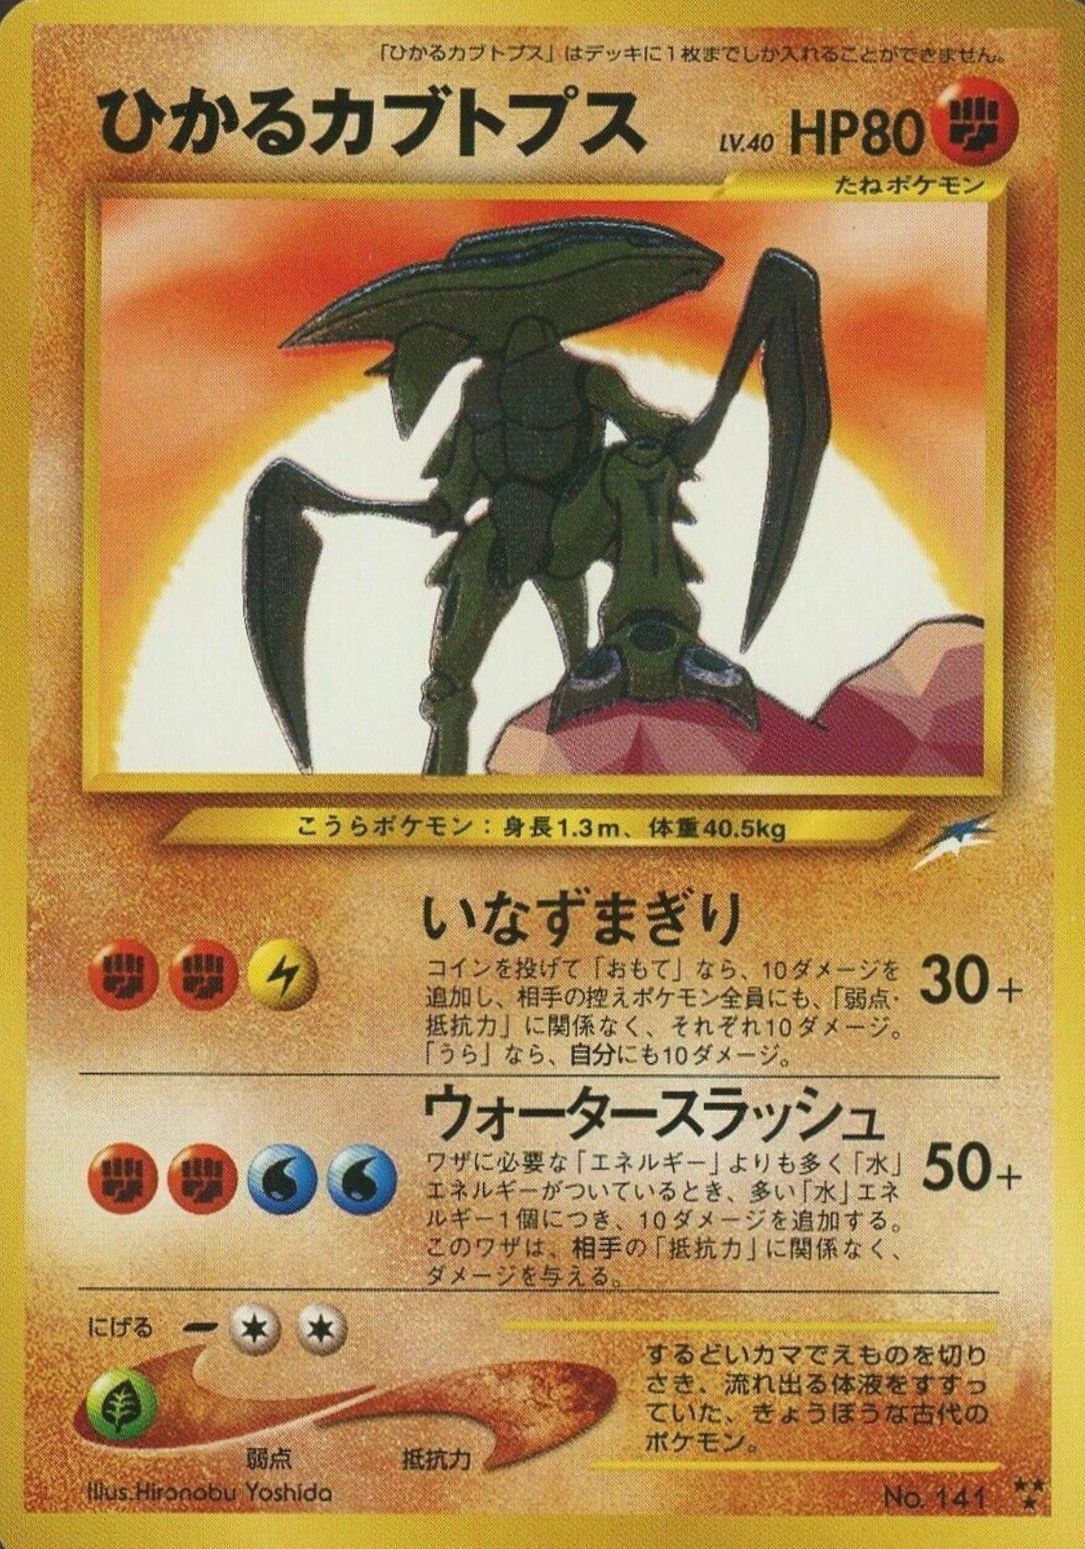 「ひかるカブトプス」はデッキに1枚までしか入れることができません。
ひかるカブトプス LV.40 HP80
たねポケモン
こうらポケモン：身長1.3m、体重40.5kg
いなずまぎり
コインを投げて「おもて」なら、10ダメージを
追加し、相手の控えポケモン全員にも、「弱点・
抵抗力」に関係なく、それぞれ10ダメージ。
「うら」なら、自分にも10ダメージ。
30+
ウォータースラッシュ
ワザに必要な「エネルギー」よりも多く「水」
エネルギーがついているとき、多い「水」エネ
ルギー1個につき、10ダメージを追加する。
このワザは、相手の「抵抗力」に関係なく、
ダメージを与える。
50+
にげる
弱点 抵抗力
するどいカマでえものを切り
さき、流れ出る体液をすすっ
ていた、きょうぼうな古代の
ポケモン。
Illus.Hironobu Yoshida
No. 141